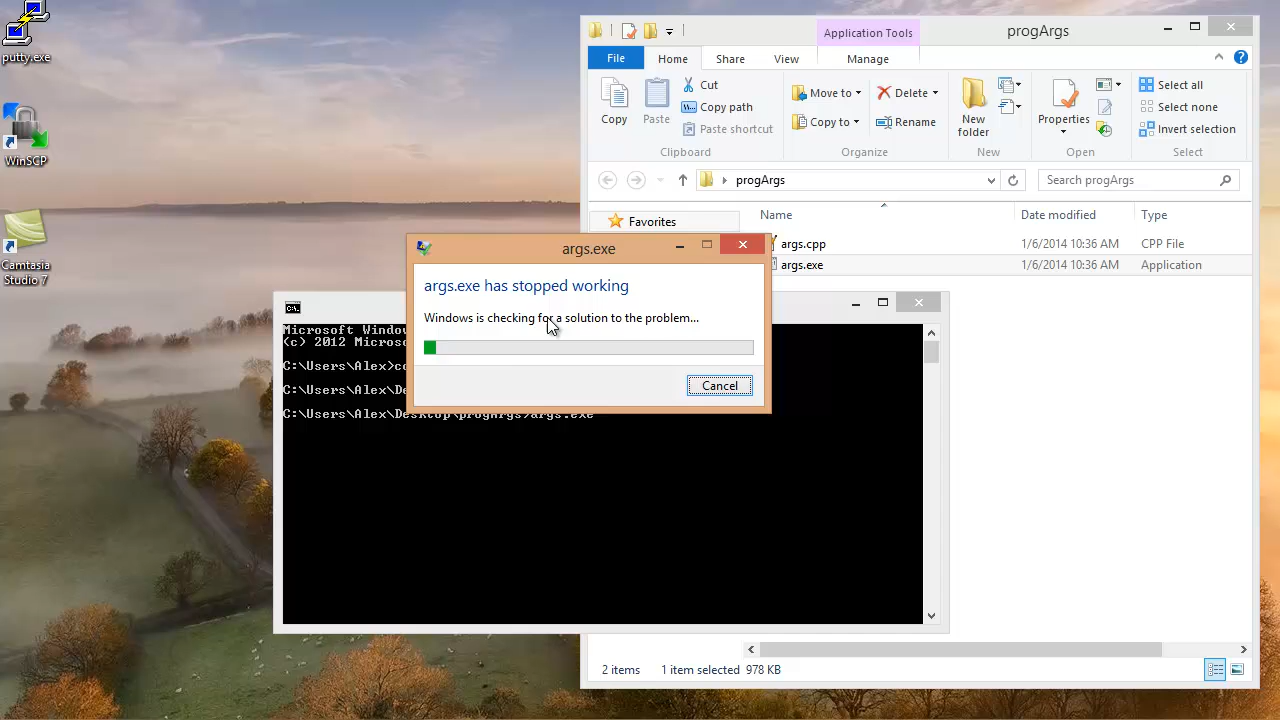 putty.exe
WinSCP
Camtasia
Studio 7
Application Tools
progArgs
File
Home
Share
View
Manage
Copy
Paste
Cut
Copy path
Paste shortcut
Clipboard
Move to
Copy to
Delete
Rename
Organize
New
folder
New
Properties
Open
Select all
Select none
Invert selection
Select
progArgs
Search progArgs
Favorites
Name
Date modified
Type
args.cpp
1/6/2014 10:36 AM
CPP File
args.exe
1/6/2014 10:36 AM
Application
args.exe
args.exe has stopped working
Windows is checking for a solution to the problem...
Cancel
C:\.
Microsoft Windo
(c) 2012 Micros
C:\Users\Alex>c
C:\Users\Alex\De
C:\Users\Alex\Desktop\progArgs>args.exe
2 items
1 item selected 978 KB